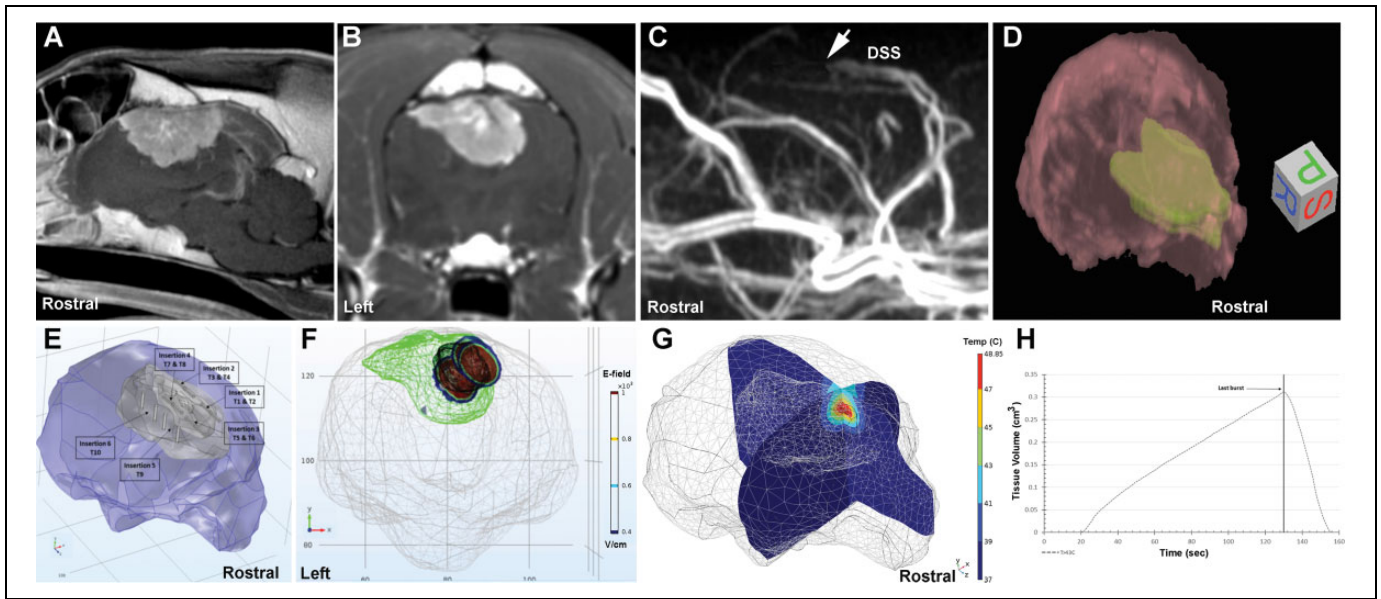 A
Rostral
B
Left
C
DSS
Rostral
D
P
S
R
Rostral
E
Insertion 4
T7 & T8
Insertion 2
T3 & T4
Insertion 1
T1 & T2
Insertion 3
T5 & T6
Insertion 6
T10
Insertion 5
T9
Rostral
F
120
100
80
80
100
Y
X
E-field
1
0.8
0.6
0.4
V/cm
Left
G
Temp (C)
48.85
47
45
43
41
39
37
y
x
z
Rostral
H
Tissue Volume (cm³)
0.35
0.3
0.25
0.2
0.15
0.1
0.05
0
Last burst
0
20
40
60
80
100
120
140
160
Time (sec)
T>43C